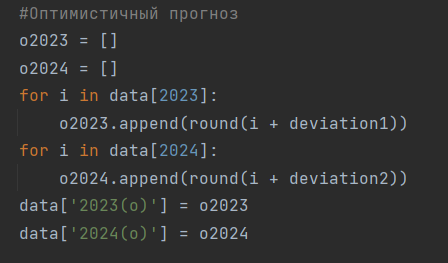 #Оптимистичный прогноз
o2023 = []
o2024 = []
for i in data[2023]:
    o2023.append(round(i + deviation1))
for i in data[2024]:
    o2024.append(round(i + deviation2))
data['2023(o)'] = o2023
data['2024(o)'] = o2024